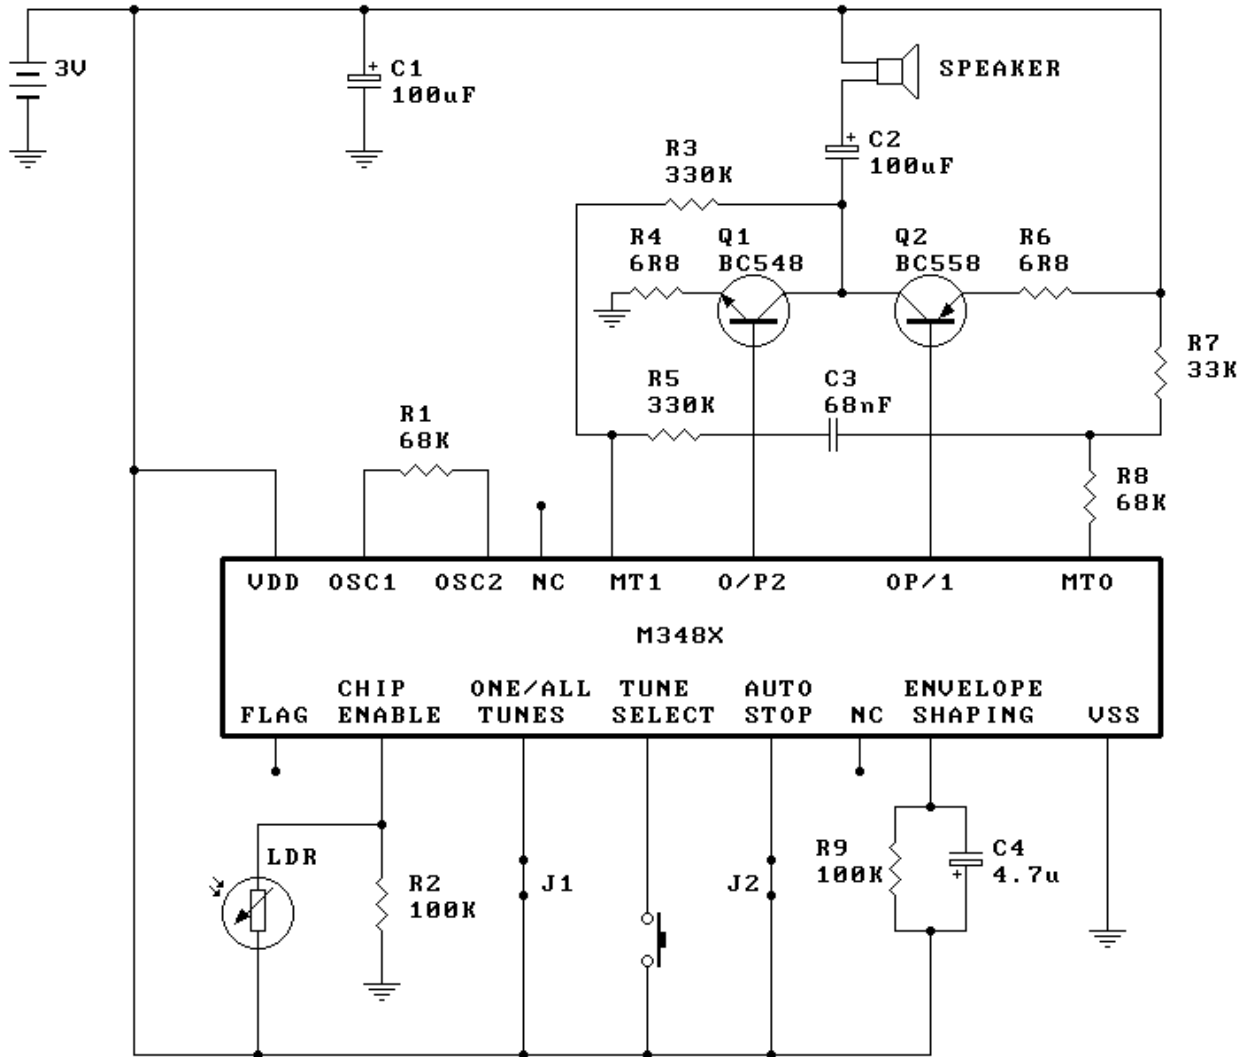 3V
C1
100uF
SPEAKER
C2
100uF
R3
330K
R4
6R8
Q1
BC548
Q2
BC558
R6
6R8
R7
33K
R5
330K
C3
68nF
R1
68K
R8
68K
VDD OSC1 OSC2 NC MT1 O/P2 OP/1 MTO
M348X
FLAG
CHIP
ENABLE
ONE/ALL
TUNES
TUNE
SELECT
AUTO
STOP
NC
ENVELOPE
SHAPING
VSS
LDR
R2
100K
J1
J2
R9
100K
C4
4.7u
+
+
+